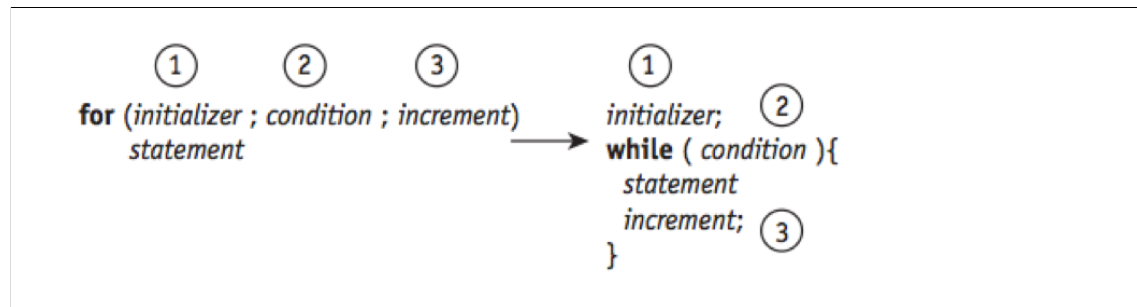 1 2 3
for (initializer ; condition ; increment)
statement
1
initializer; 2
while ( condition ){
statement
increment; 3
}